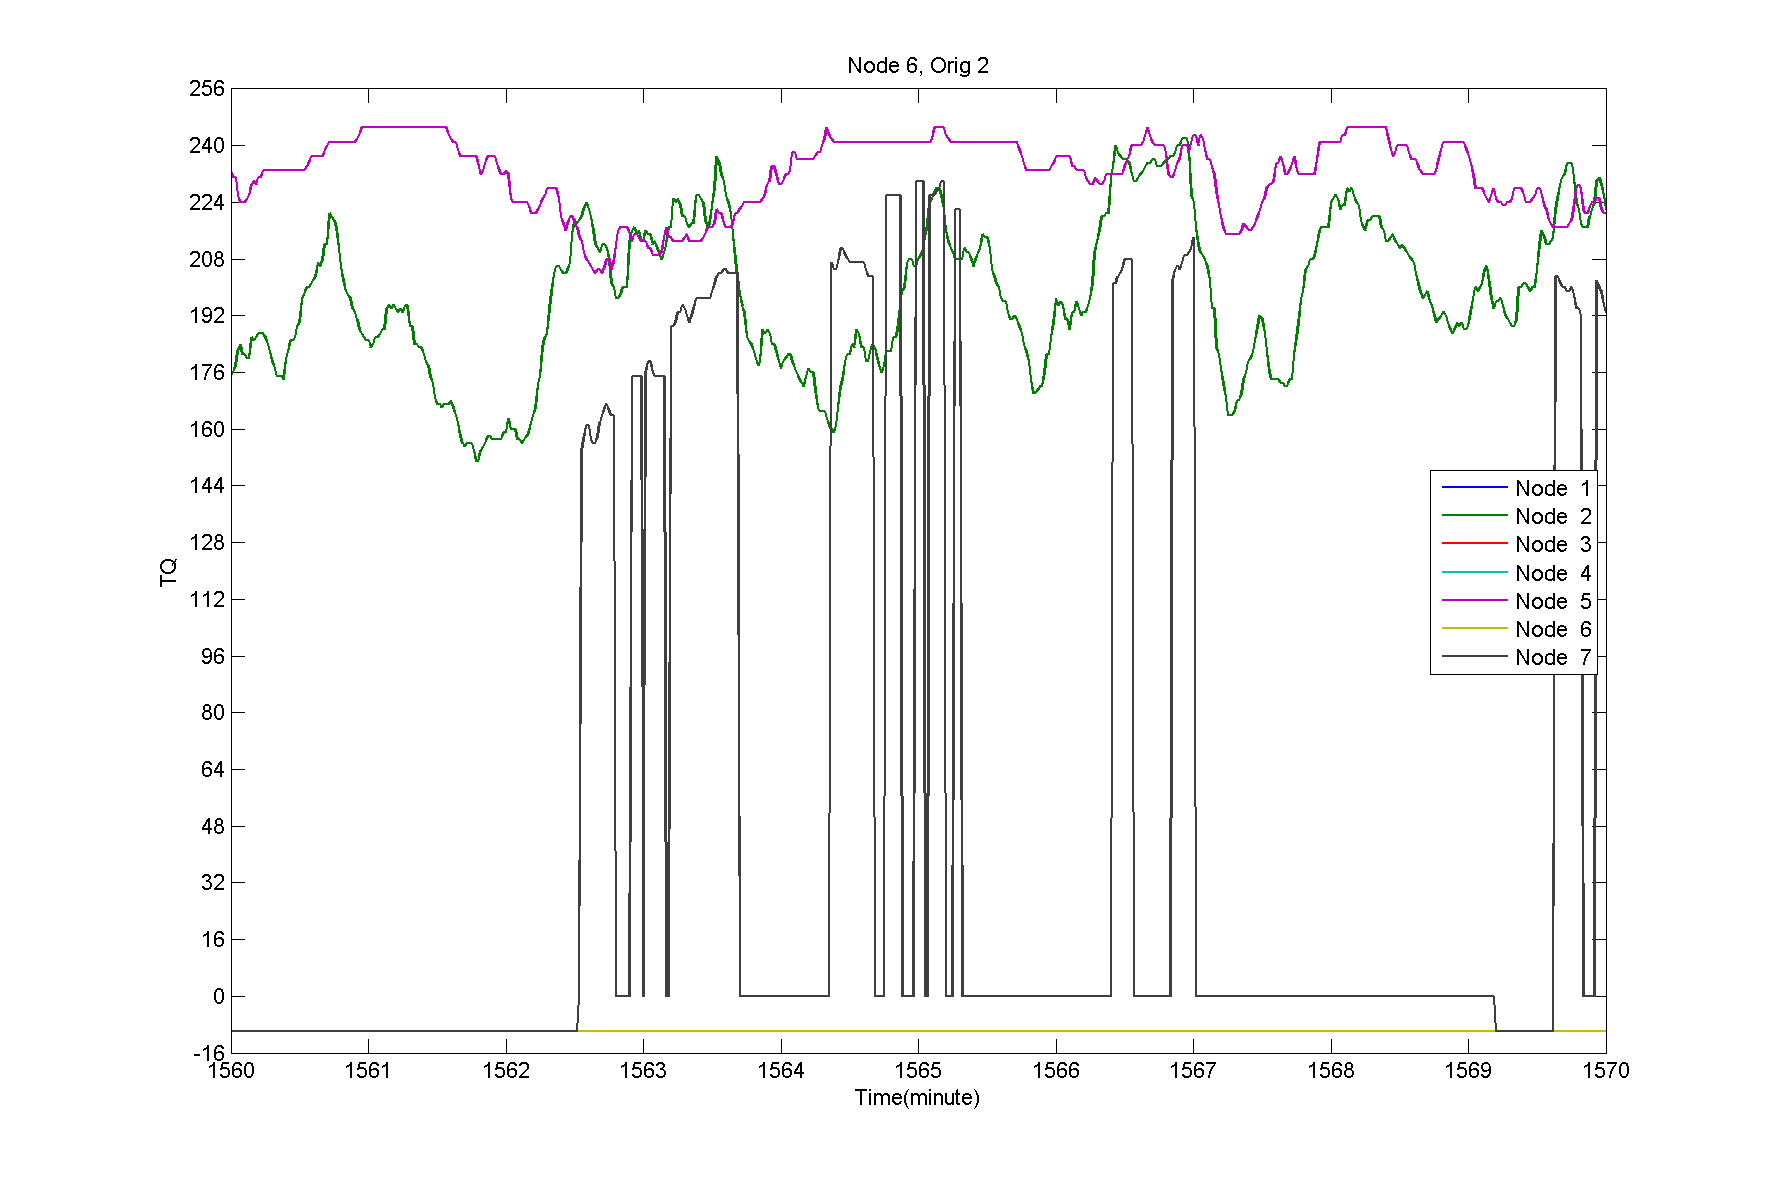 Node 6, Orig 2
256
240
224
208
192
176
160
144
128
112
96
80
64
48
32
16
0
-16
TQ
Node 1
Node 2
Node 3
Node 4
Node 5
Node 6
Node 7
1560 1561 1562 1563 1564 1565 1566 1567 1568 1569 1570
Time(minute)